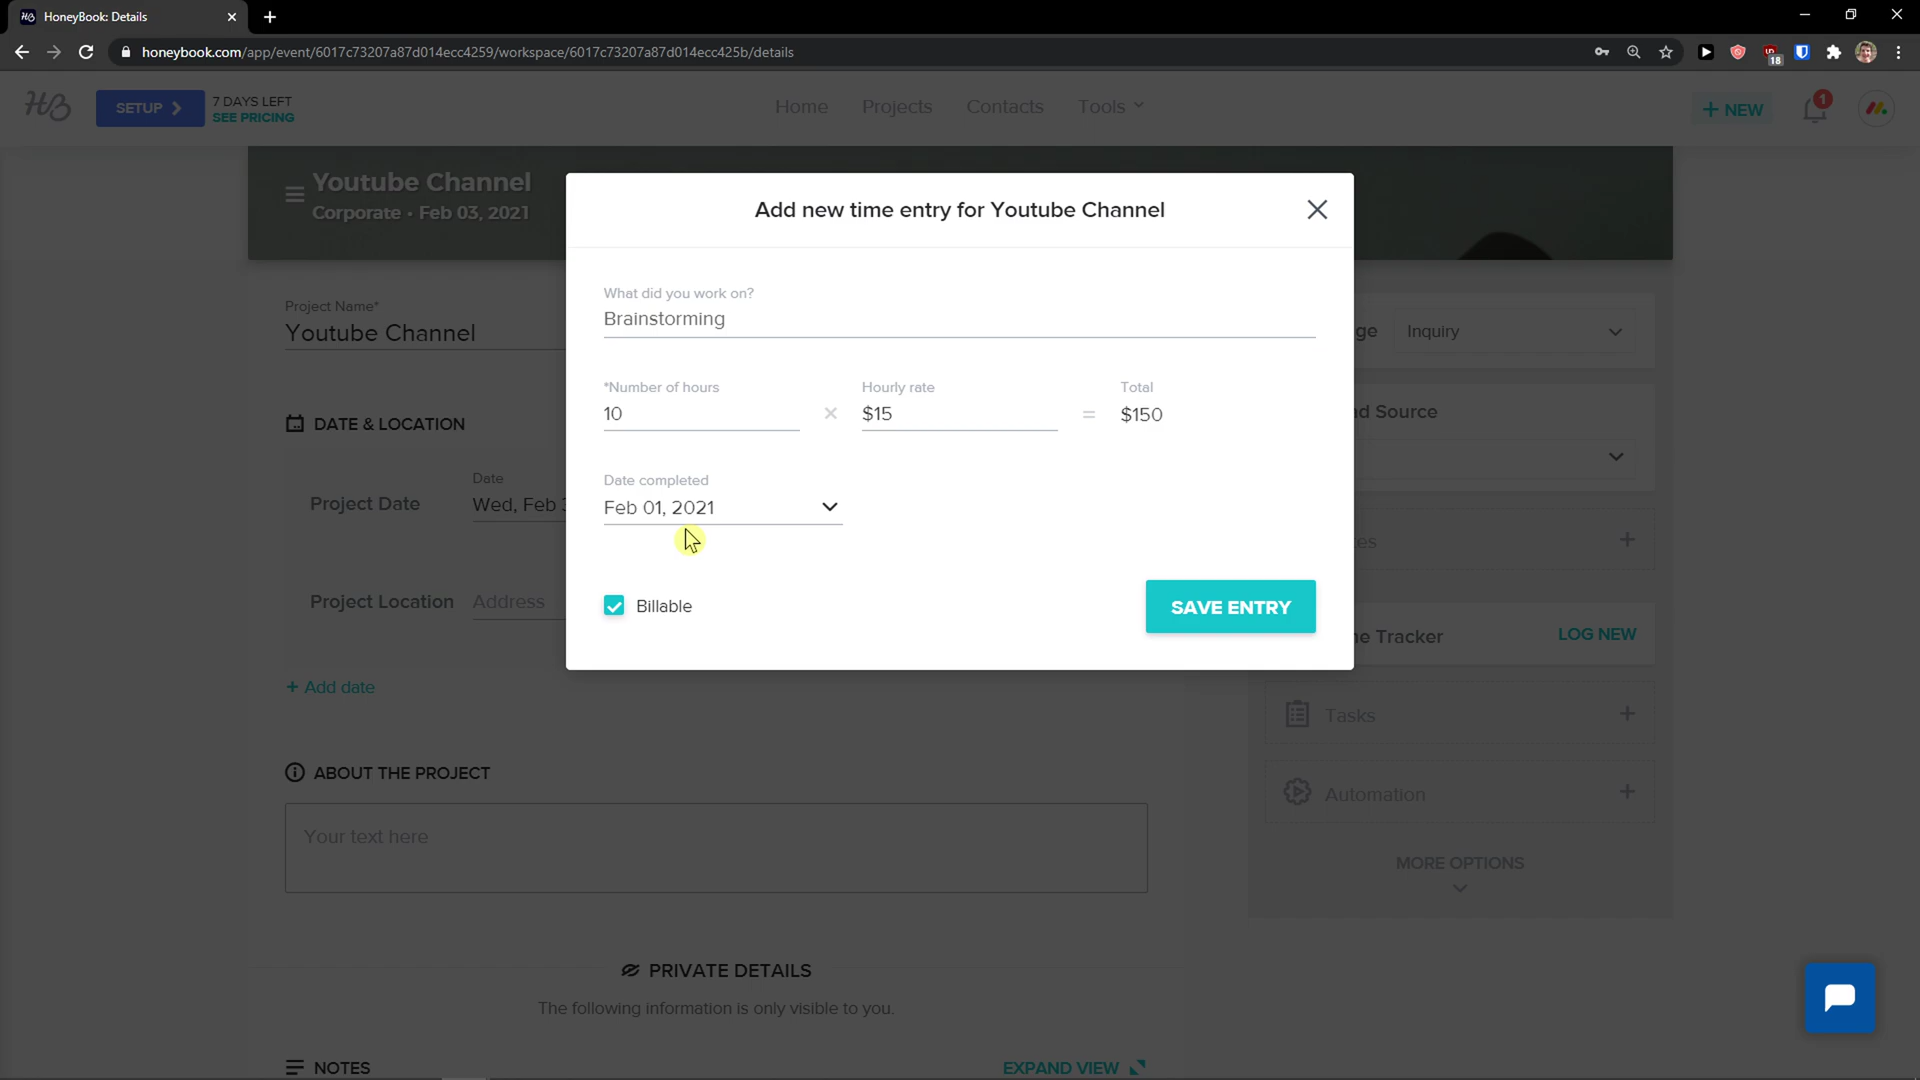 HoneyBook: Details
honeybook.com/app/event/6017c73207a87d014ecc4259/workspace/6017c73207a87d014ecc425b/details
18
HB
SETUP
7 DAYS LEFT
SEE PRICING
Home
Projects
Contacts
Tools
+ NEW
1
Youtube Channel
Corporate • Feb 03, 2021
Add new time entry for Youtube Channel
What did you work on?
Brainstorming
*Number of hours
10
×
Hourly rate
$15
=
Total
$150
Date completed
Feb 01, 2021
Billable
SAVE ENTRY
Project Name*
Youtube Channel
DATE & LOCATION
Date
Project Date
Wed, Feb 3
Project Location
Address
+ Add date
ABOUT THE PROJECT
Your text here
PRIVATE DETAILS
The following information is only visible to you.
NOTES
EXPAND VIEW
ge
Inquiry
d Source
es
+
e Tracker
LOG NEW
Tasks
+
Automation
+
MORE OPTIONS